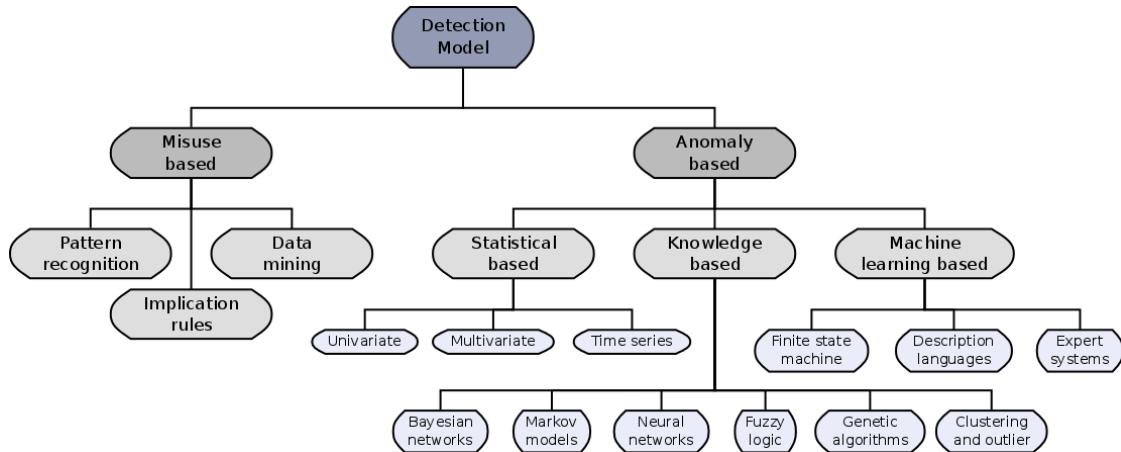 Detection
Model
Misuse
based
Anomaly
based
Pattern
recognition
Data
mining
Statistical
based
Knowledge
based
Machine
learning based
Implication
rules
Univariate
Multivariate
Time series
Finite state
machine
Description
languages
Expert
systems
Bayesian
networks
Markov
models
Neural
networks
Fuzzy
logic
Genetic
algorithms
Clustering
and outlier